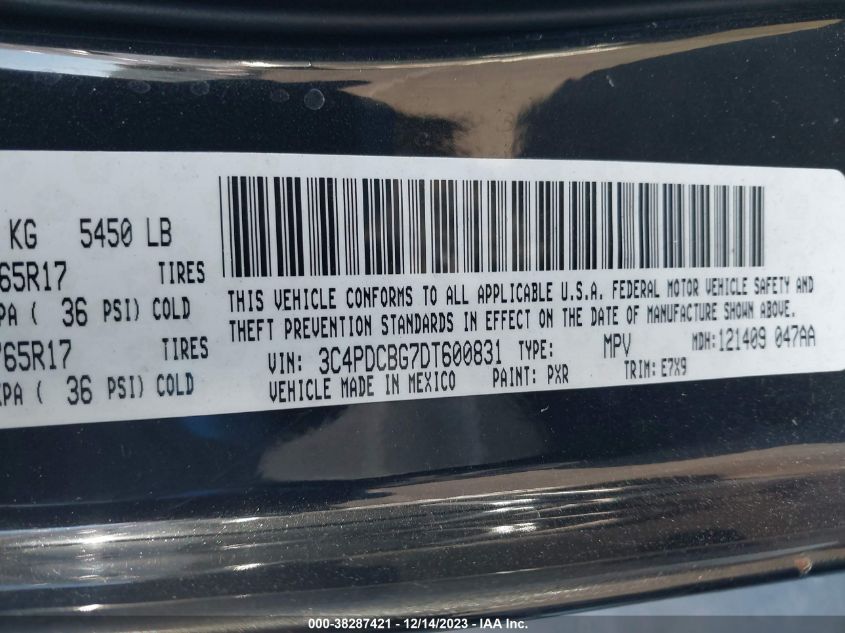 KG 5450 LB
65R17 TIRES
PA ( 36 PSI) COLD
65R17 TIRES
KPA ( 36 PSI) COLD
THIS VEHICLE CONFORMS TO ALL APPLICABLE U.S.A. FEDERAL MOTOR VEHICLE SAFETY AND
THEFT PREVENTION STANDARDS IN EFFECT ON THE DATE OF MANUFACTURE SHOWN ABOVE.
VIN: 3C4PDCBG7DT600831 TYPE: MPV MDH: 121409 047AA
VEHICLE MADE IN MEXICO PAINT: PXR TRIM: E7X9
000-38287421 - 12/14/2023 - IAA Inc.